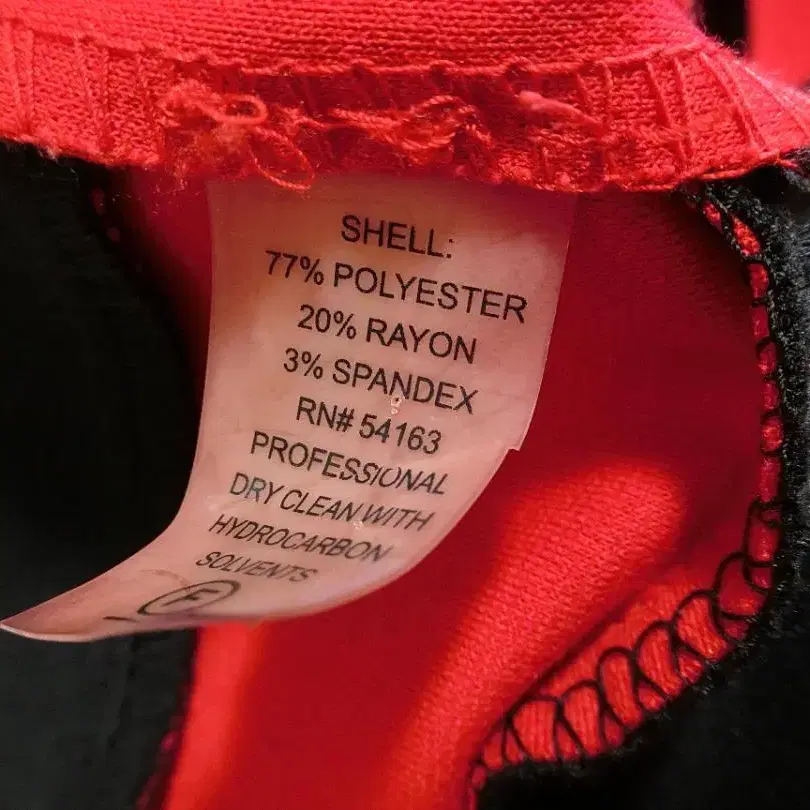 SHELL:
77% POLYESTER
20% RAYON
3% SPANDEX
RN# 54163
PROFESSIONAL
DRY CLEAN WITH
HYDROCARBON
SOLVENTS
F